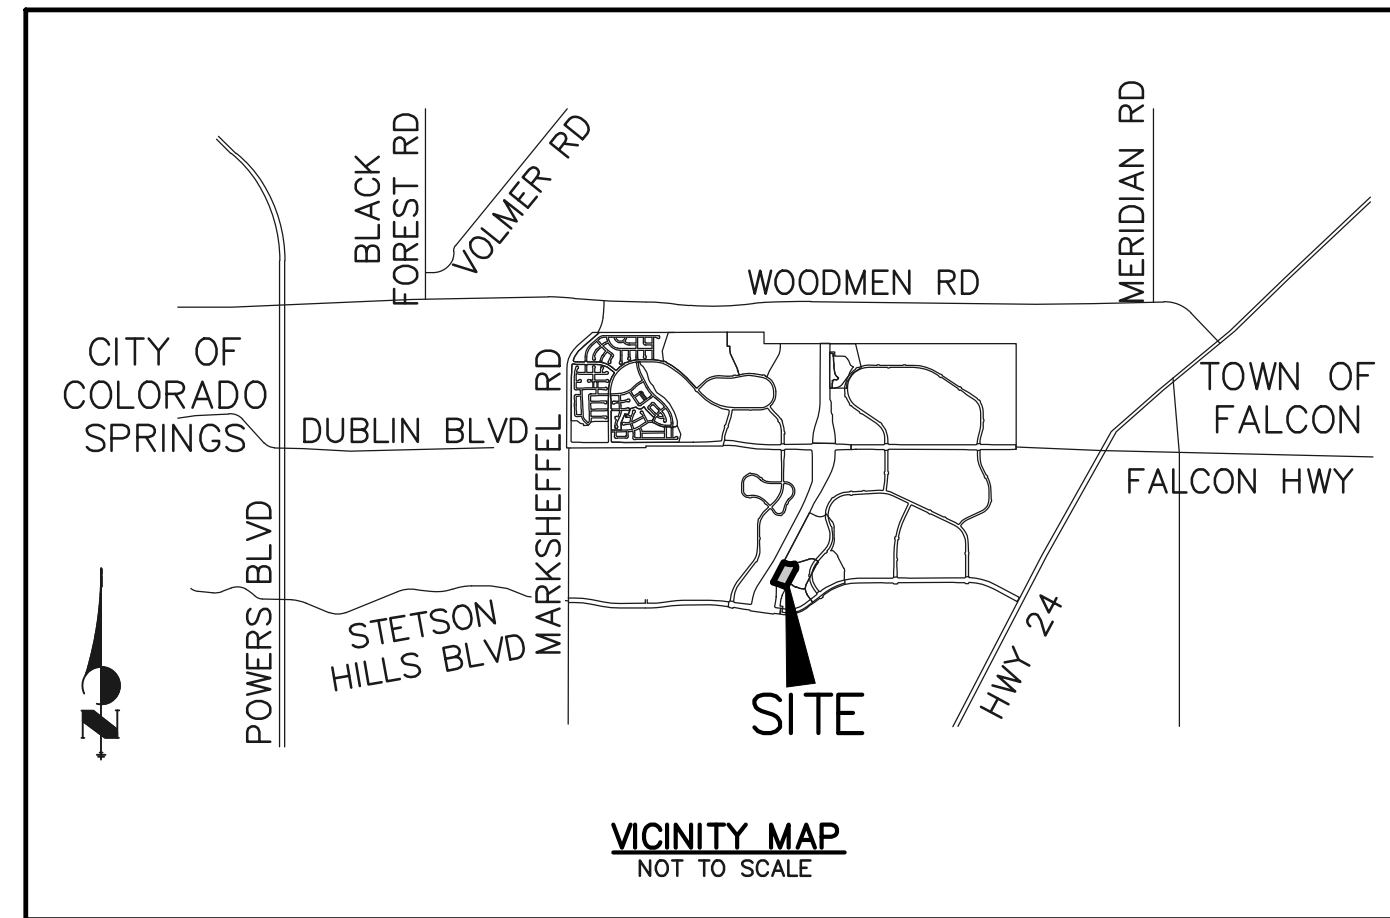 BLACK
FOREST RD
VOLMER RD
MERIDIAN RD
WOODMEN RD
CITY OF
COLORADO
SPRINGS
DUBLIN BLVD
MARKSHEFFEL RD
TOWN OF
FALCON
FALCON HWY
POWERS BLVD
STETSON
HILLS BLVD
HWY 24
N
SITE
VICINITY MAP
NOT TO SCALE